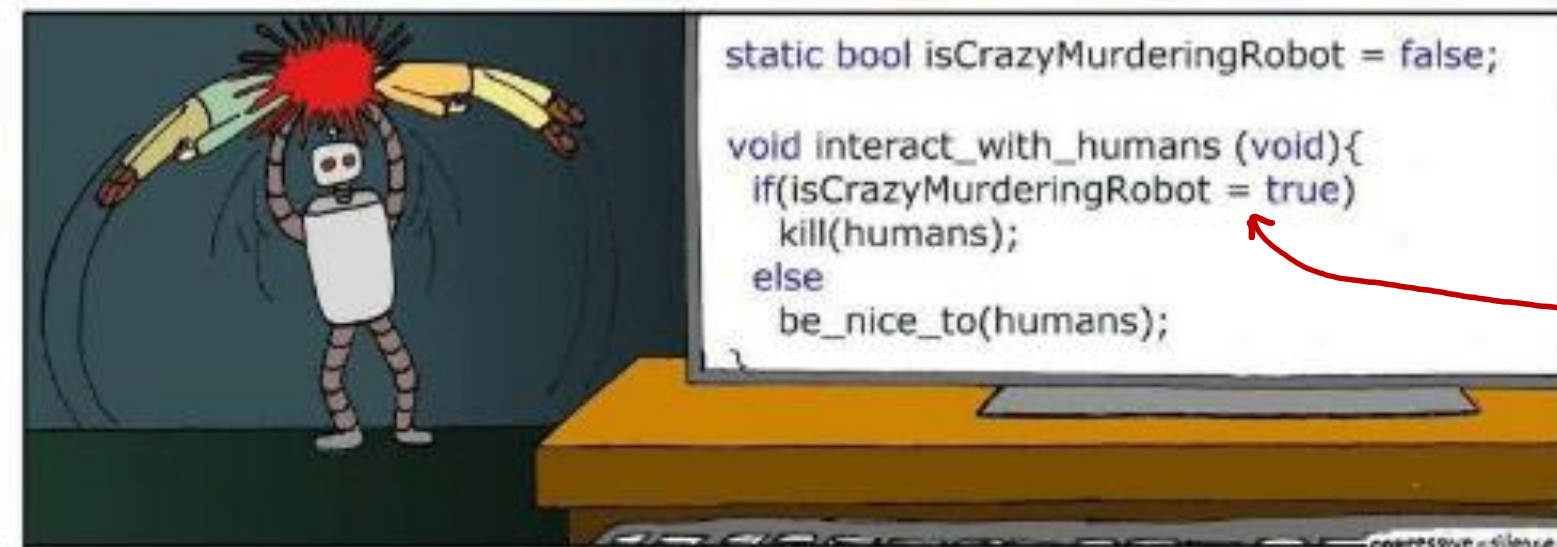 static bool isCrazyMurderingRobot = false;
void interact_with_humans (void){
if(isCrazyMurderingRobot = true)
kill(humans);
else
be_nice_to(humans);
}